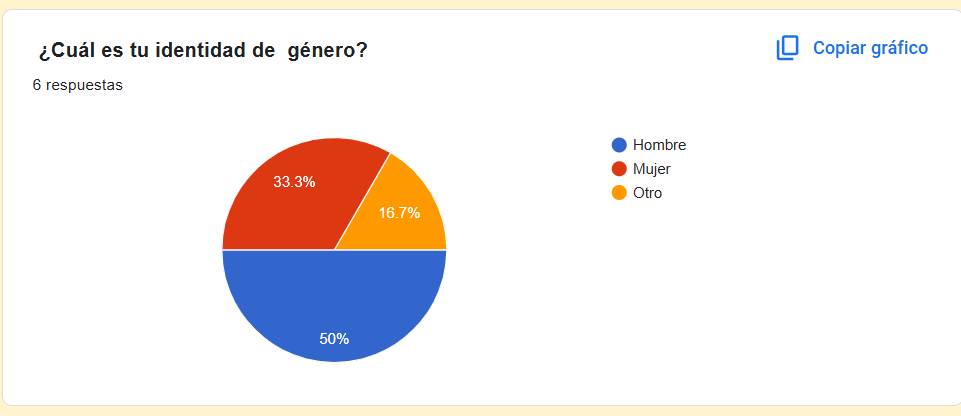 ¿Cuál es tu identidad de  género?
Copiar gráfico
6 respuestas
Hombre
Mujer
Otro
33.3%
16.7%
50%